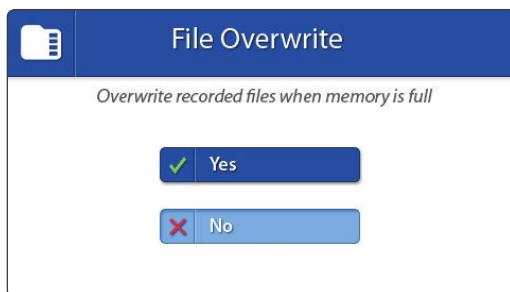 File Overwrite
Overwrite recorded files when memory is full
Yes
No